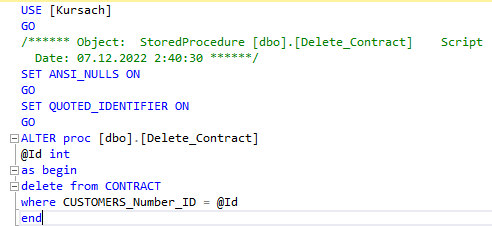 USE [Kursach]
GO
/****** Object:  StoredProcedure [dbo].[Delete_Contract]    Script
Date: 07.12.2022 2:40:30 ******/
SET ANSI_NULLS ON
GO
SET QUOTED_IDENTIFIER ON
GO
ALTER proc [dbo].[Delete_Contract]
@Id int
as begin
delete from CONTRACT
where CUSTOMERS_Number_ID = @Id
end